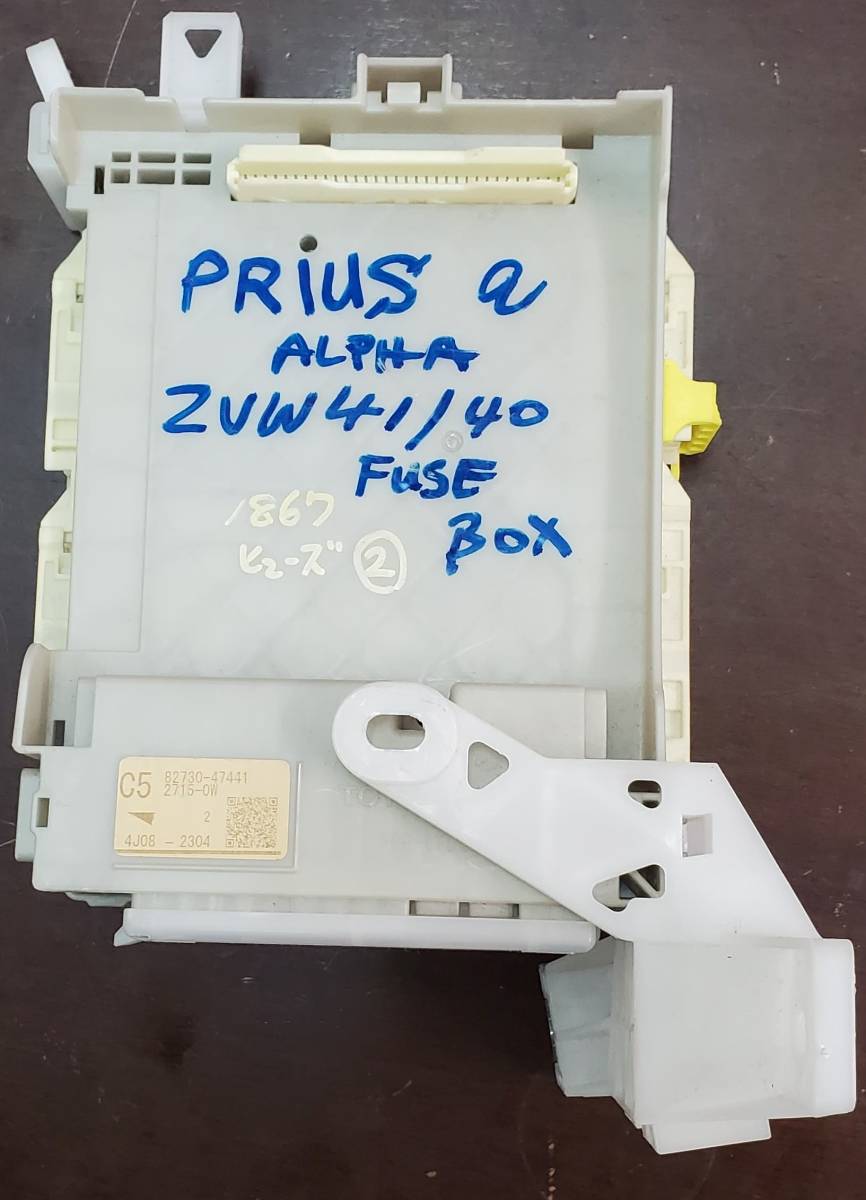 PRIUS α
ALPHA
ZVW41/40
FUSE
BOX
1867
ヒューズ ②
C5 82730-47441
2715-0W
2
4J08 - 2304